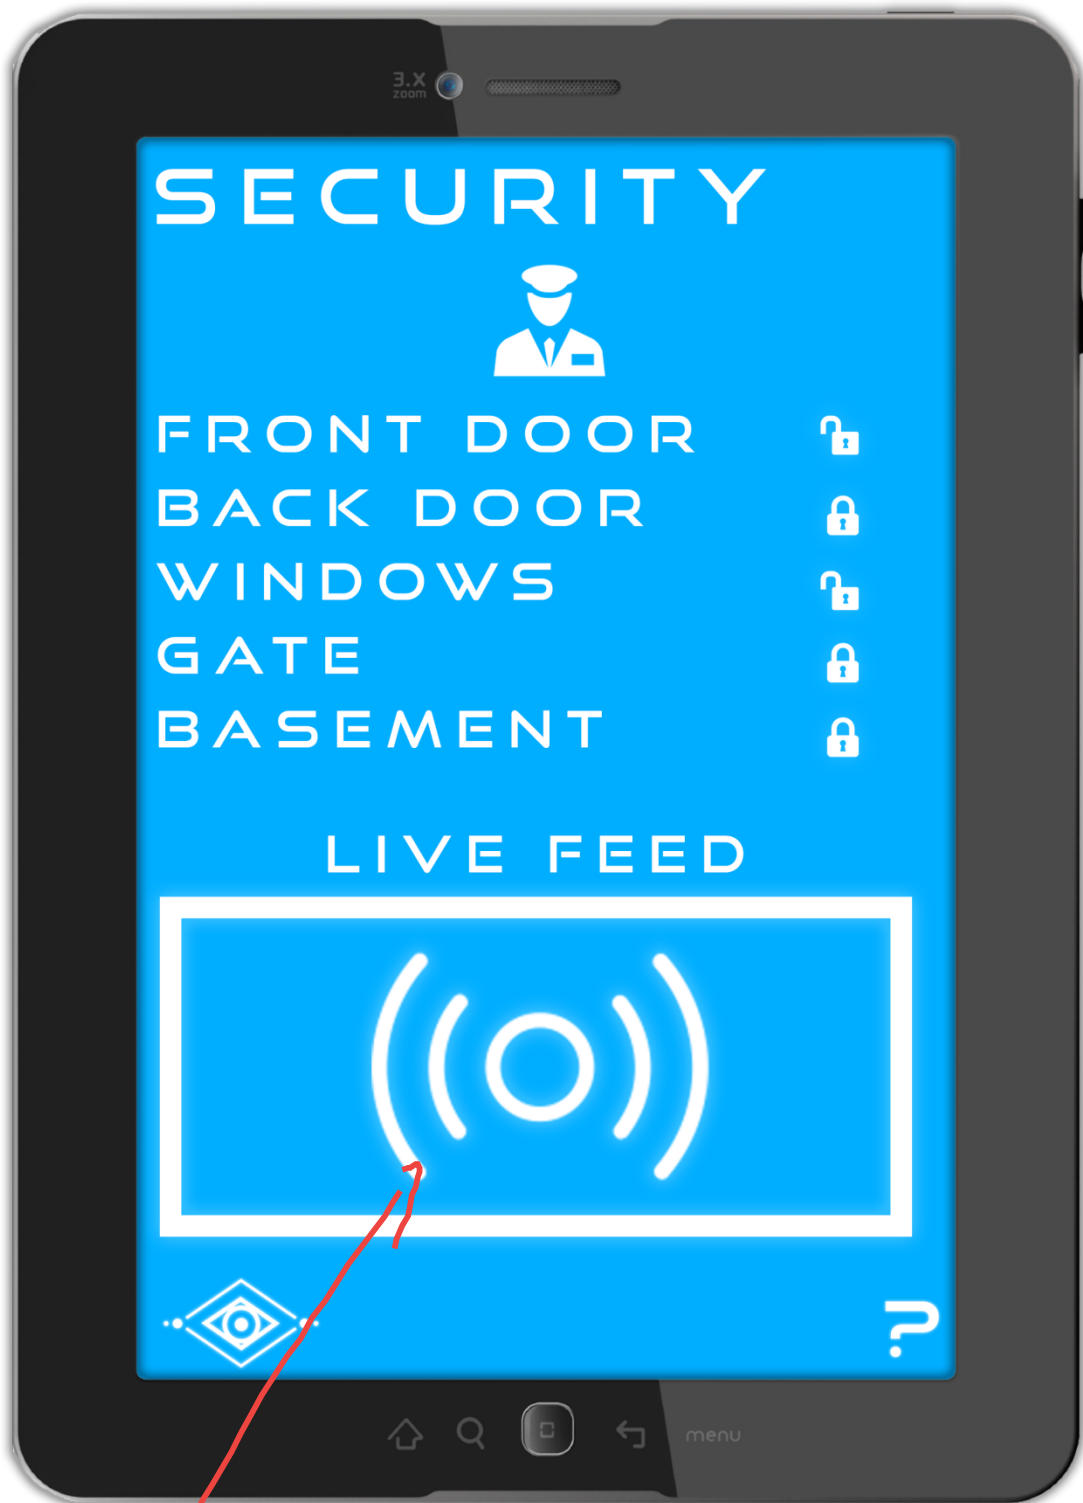 3.X
zoom
SECURITY
FRONT DOOR
BACK DOOR
WINDOWS
GATE
BASEMENT
LIVE FEED
?
menu